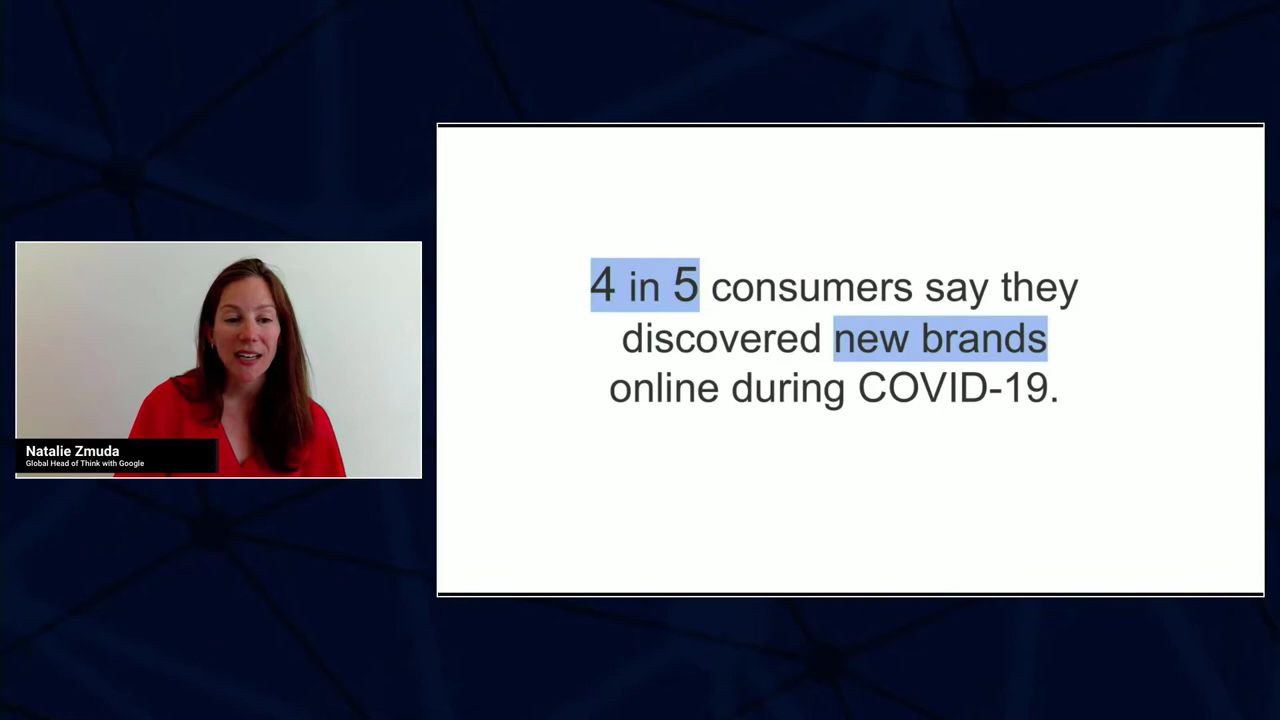 Natalie Zmuda
Global Head of Think with Google
4 in 5 consumers say they
discovered new brands
online during COVID-19.